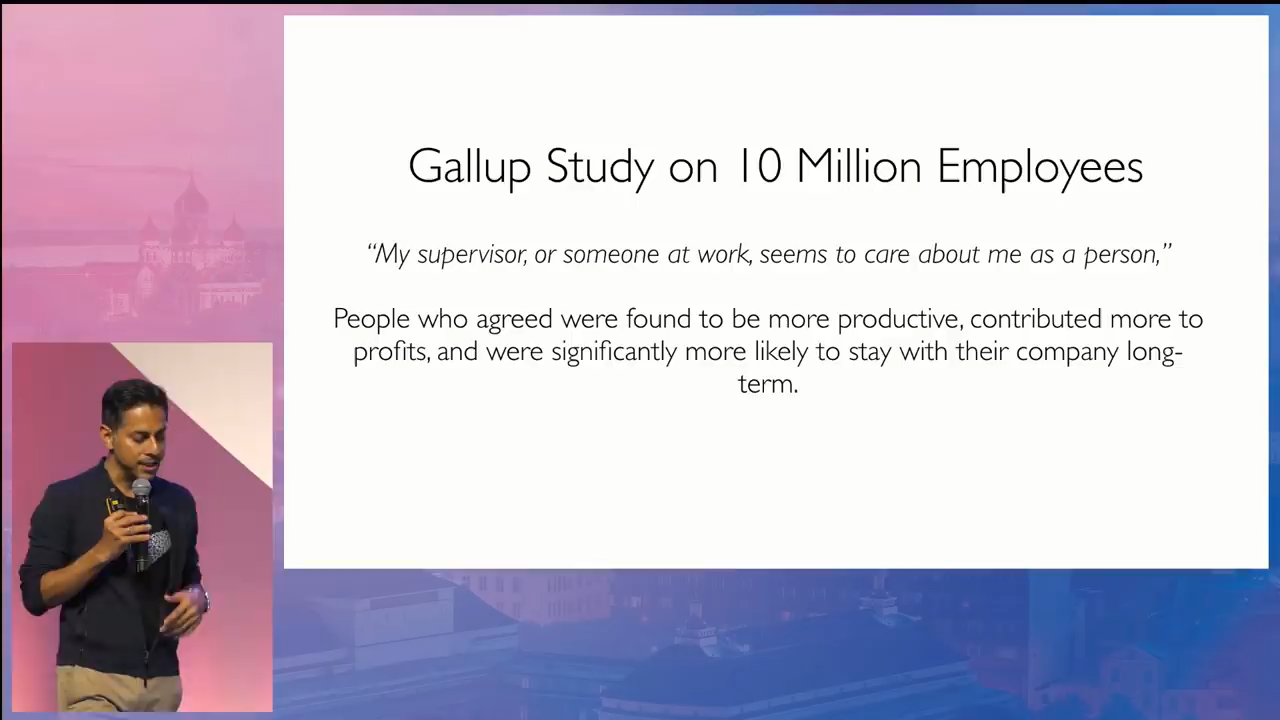 Gallup Study on 10 Million Employees
“My supervisor, or someone at work, seems to care about me as a person,”
People who agreed were found to be more productive, contributed more to
profits, and were significantly more likely to stay with their company long-
term.